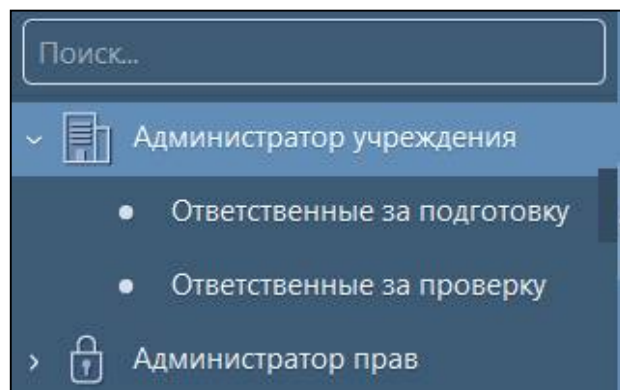 Поиск...
Администратор учреждения
Ответственные за подготовку
Ответственные за проверку
Администратор прав